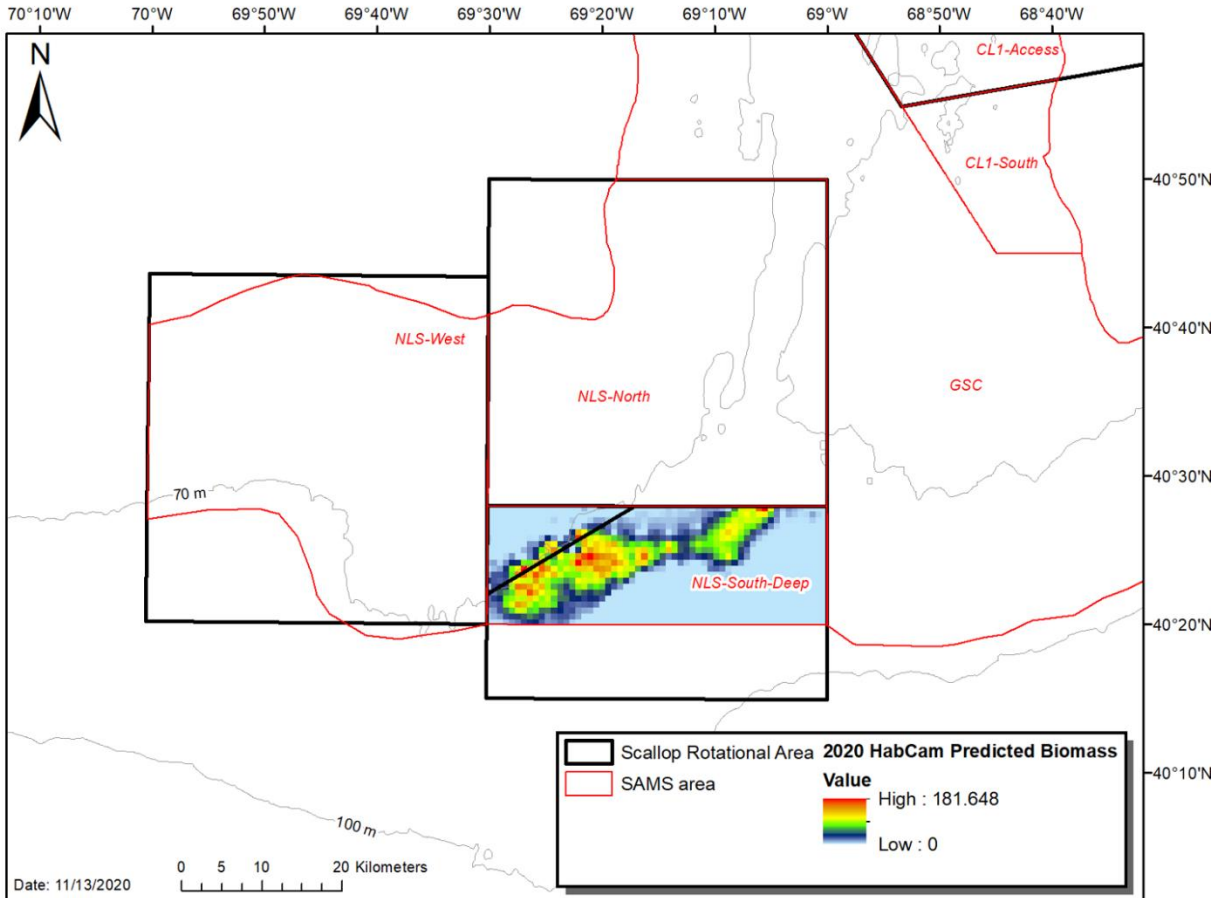 70°10'W 70°0'W 69°50'W 69°40'W 69°30'W 69°20'W 69°10'W 69°0'W 68°50'W 68°40'W
N
CL1-Access
CL1-South
40°50'N
40°40'N
NLS-West
NLS-North
GSC
40°30'N
70 m
NLS-South-Deep
40°20'N
40°10'N
100 m
Scallop Rotational Area
SAMS area
2020 HabCam Predicted Biomass
Value
High : 181.648
Low : 0
0 5 10 20 Kilometers
Date: 11/13/2020